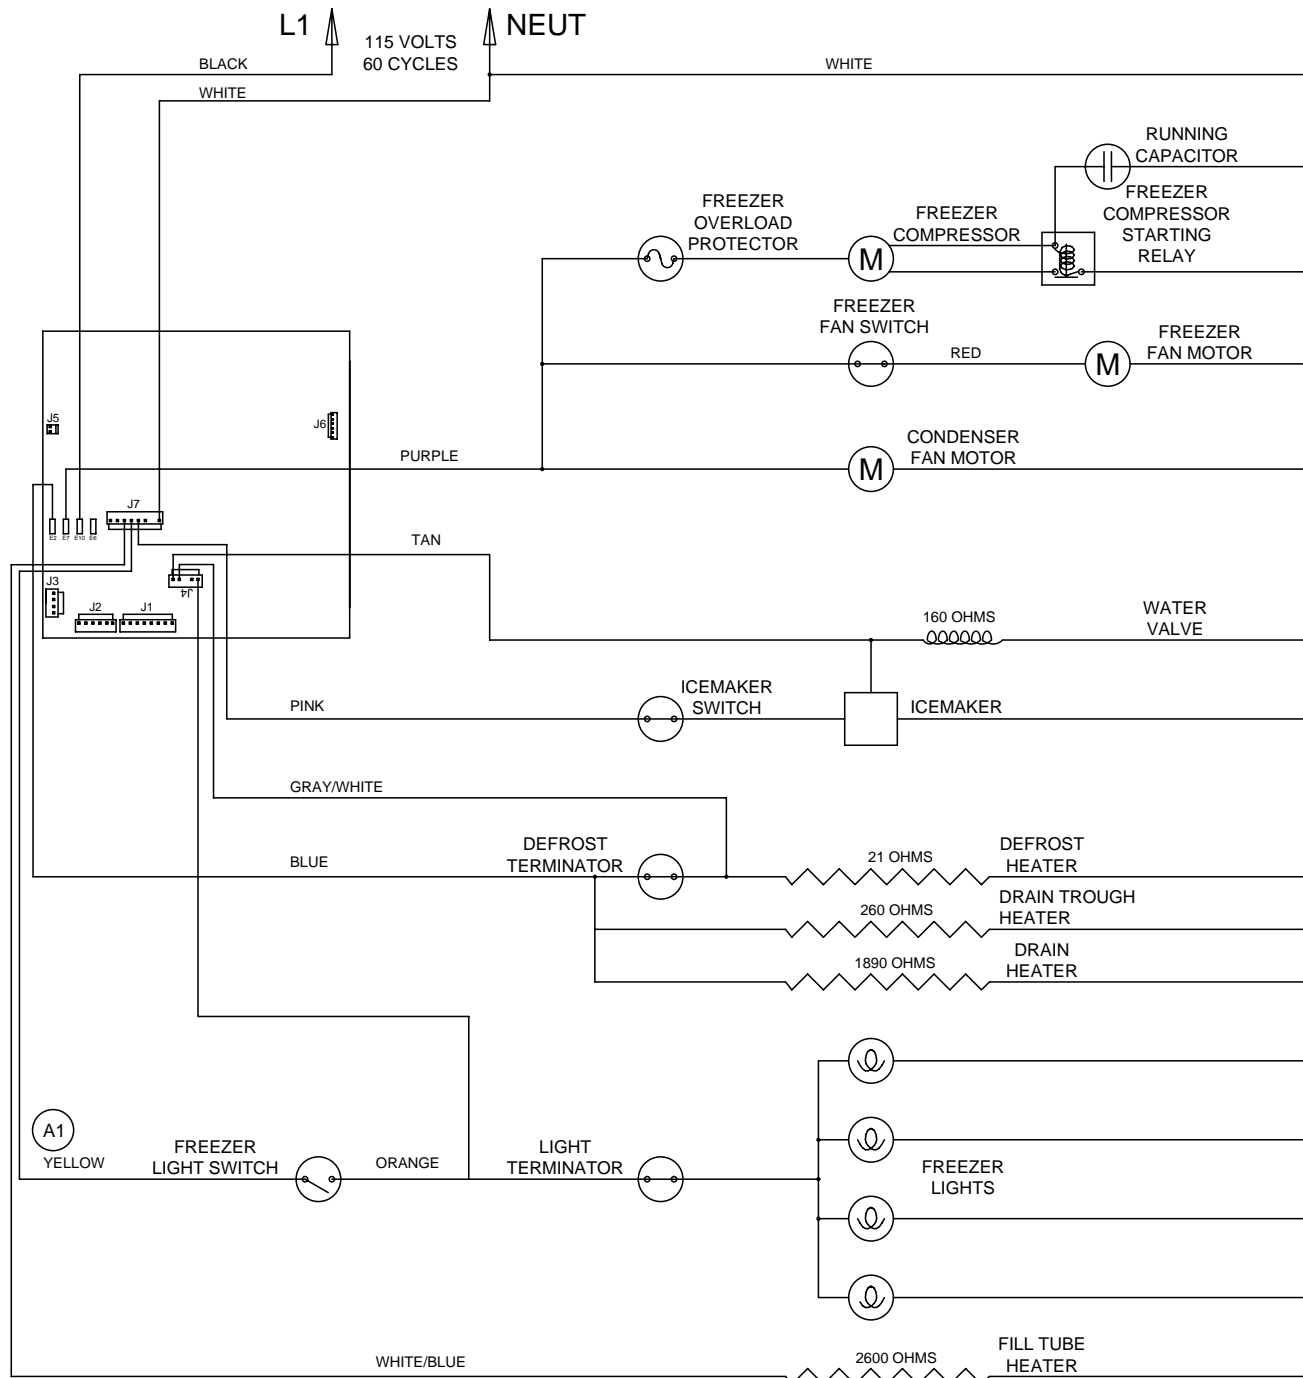 L1
NEUT
115 VOLTS
60 CYCLES
BLACK
WHITE
WHITE
RUNNING
CAPACITOR
FREEZER
OVERLOAD
PROTECTOR
FREEZER
COMPRESSOR
FREEZER
COMPRESSOR
STARTING
RELAY
M
FREEZER
FAN SWITCH
RED
FREEZER
FAN MOTOR
M
J5
J6
PURPLE
CONDENSER
FAN MOTOR
M
J7
E2
E7
E10
E6
TAN
J3
J4
J2
J1
160 OHMS
WATER
VALVE
PINK
ICEMAKER
SWITCH
ICEMAKER
GRAY/WHITE
BLUE
DEFROST
TERMINATOR
21 OHMS
DEFROST
HEATER
260 OHMS
DRAIN TROUGH
HEATER
1890 OHMS
DRAIN
HEATER
A1
YELLOW
FREEZER
LIGHT SWITCH
ORANGE
LIGHT
TERMINATOR
FREEZER
LIGHTS
WHITE/BLUE
2600 OHMS
FILL TUBE
HEATER